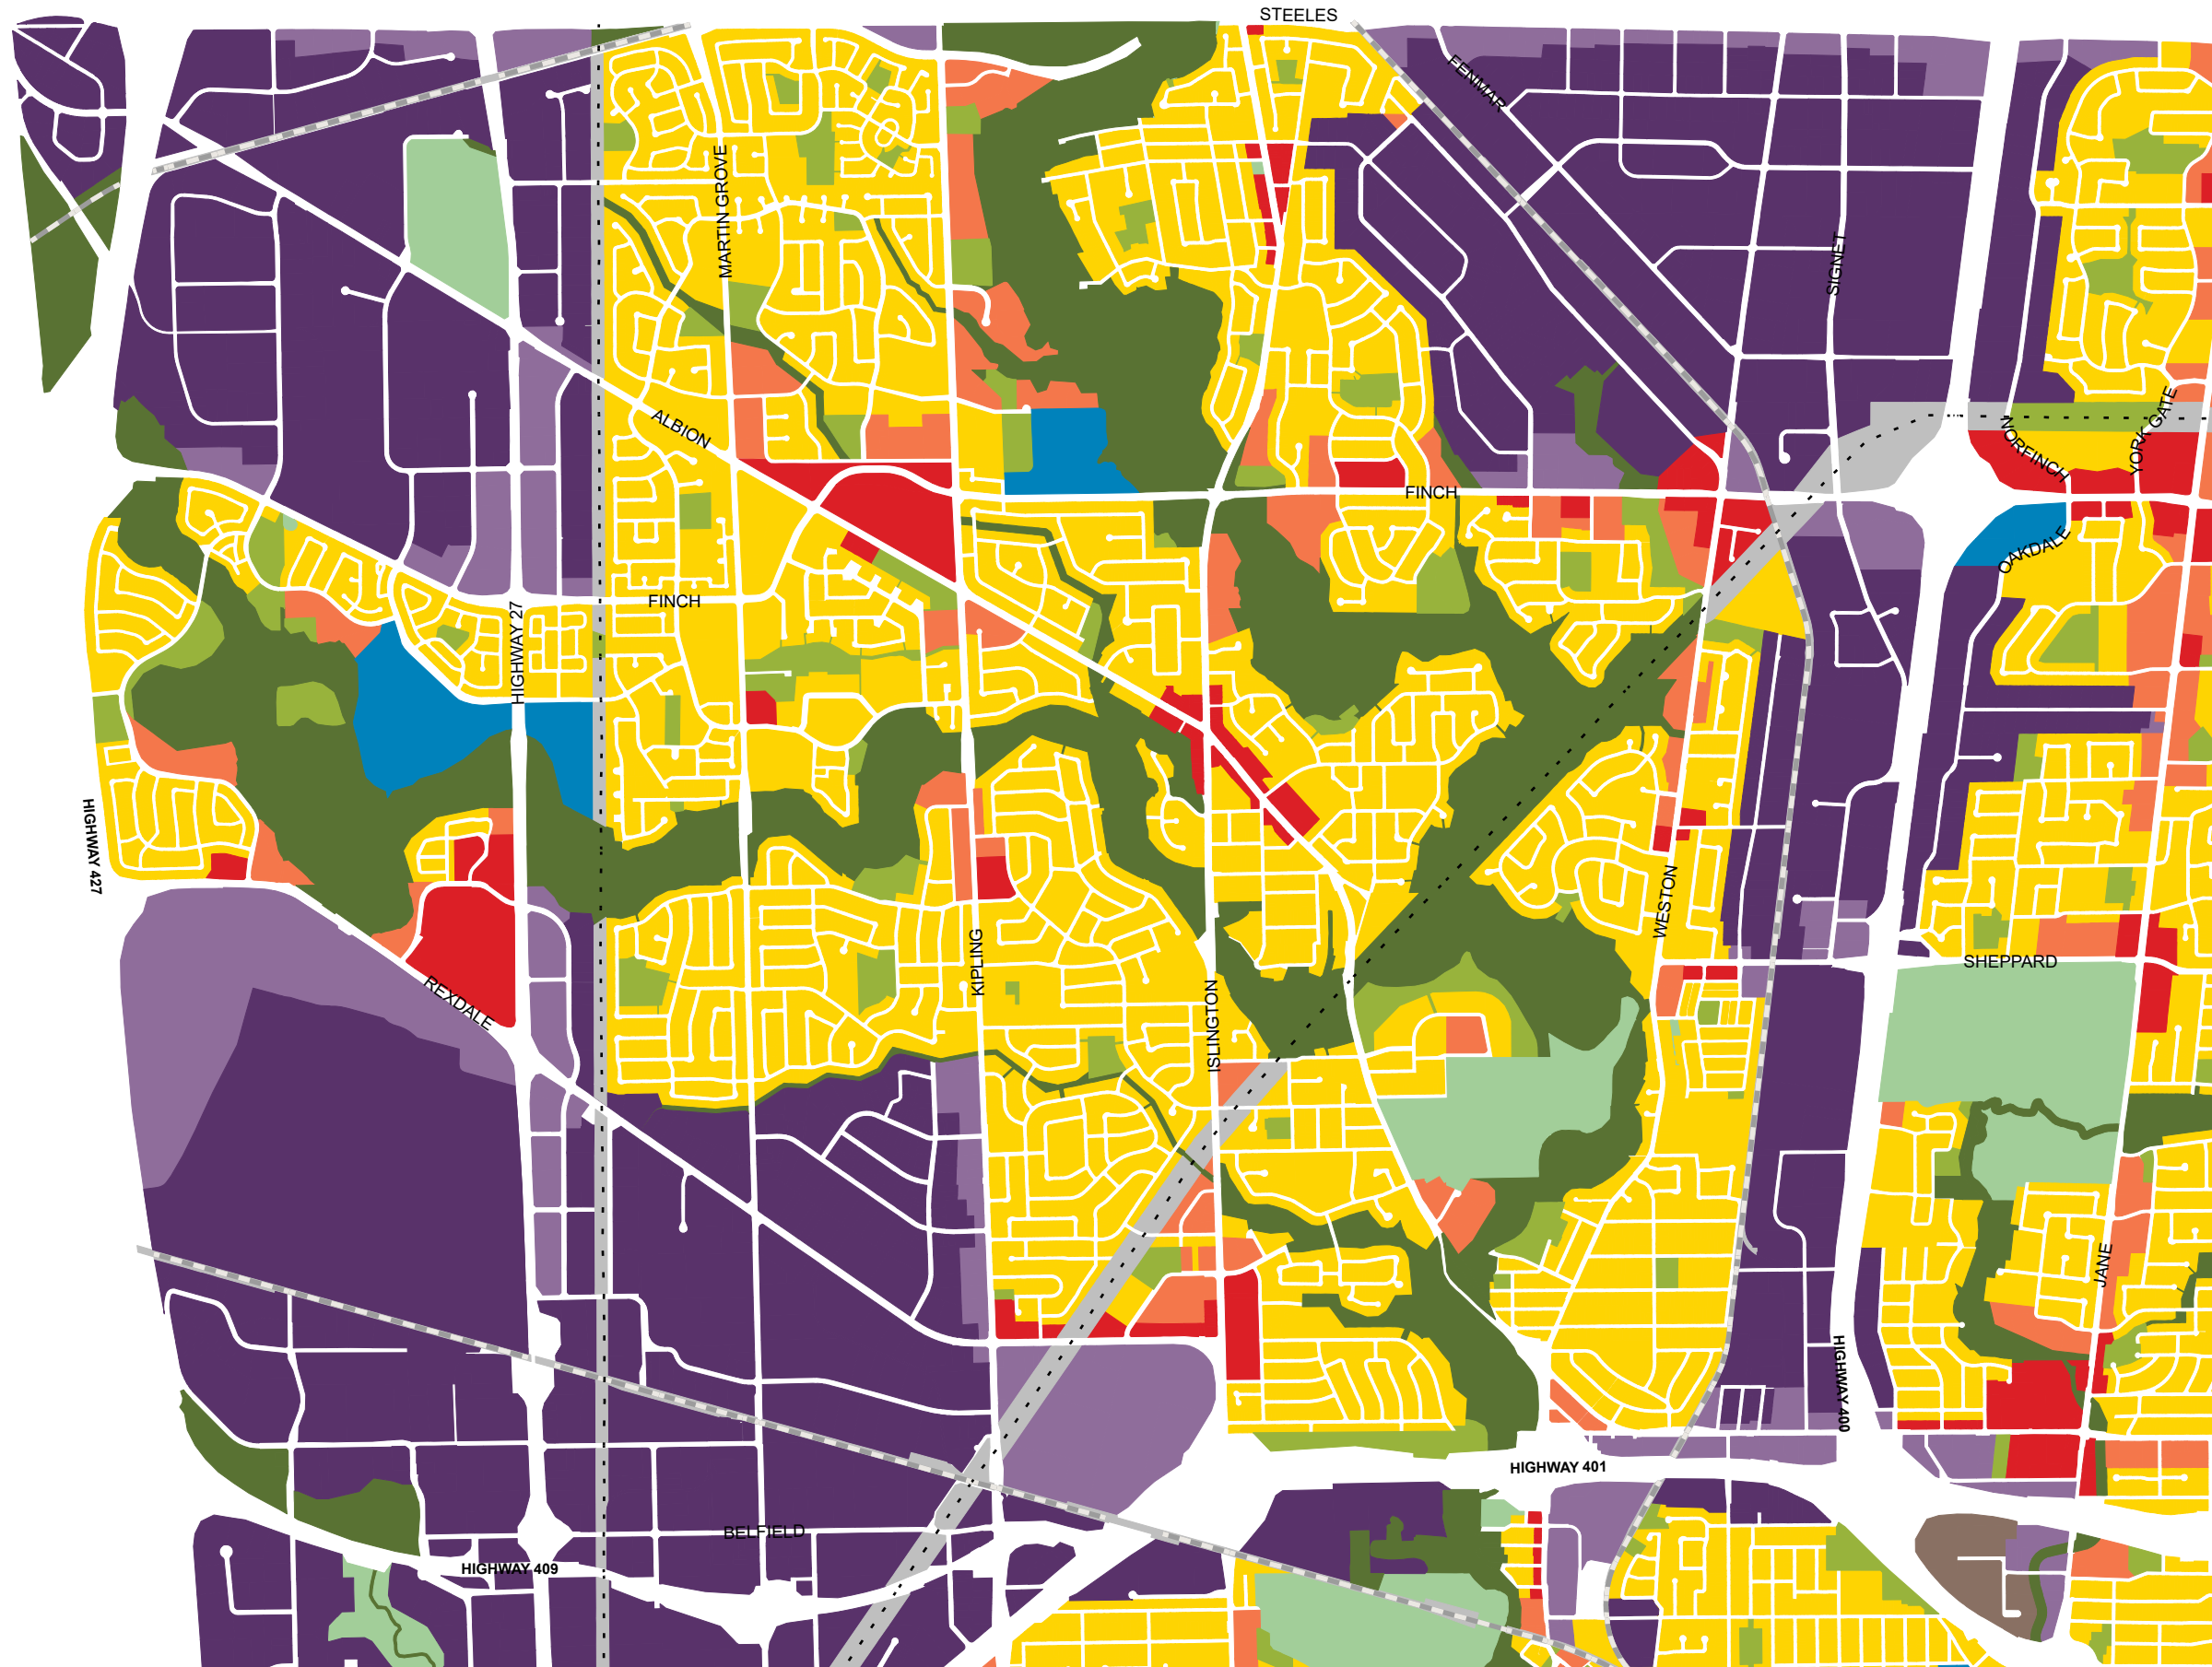 STEELES
FENMAR
MARTIN GROVE
SIGNET
ALBION
NORFINCH
YORK GATE
FINCH
OAKDALE
FINCH
HIGHWAY 27
HIGHWAY 427
WESTON
SHEPPARD
KIPLING
REXDALE
ISLINGTON
JANE
HIGHWAY 400
HIGHWAY 401
BELFIELD
HIGHWAY 409